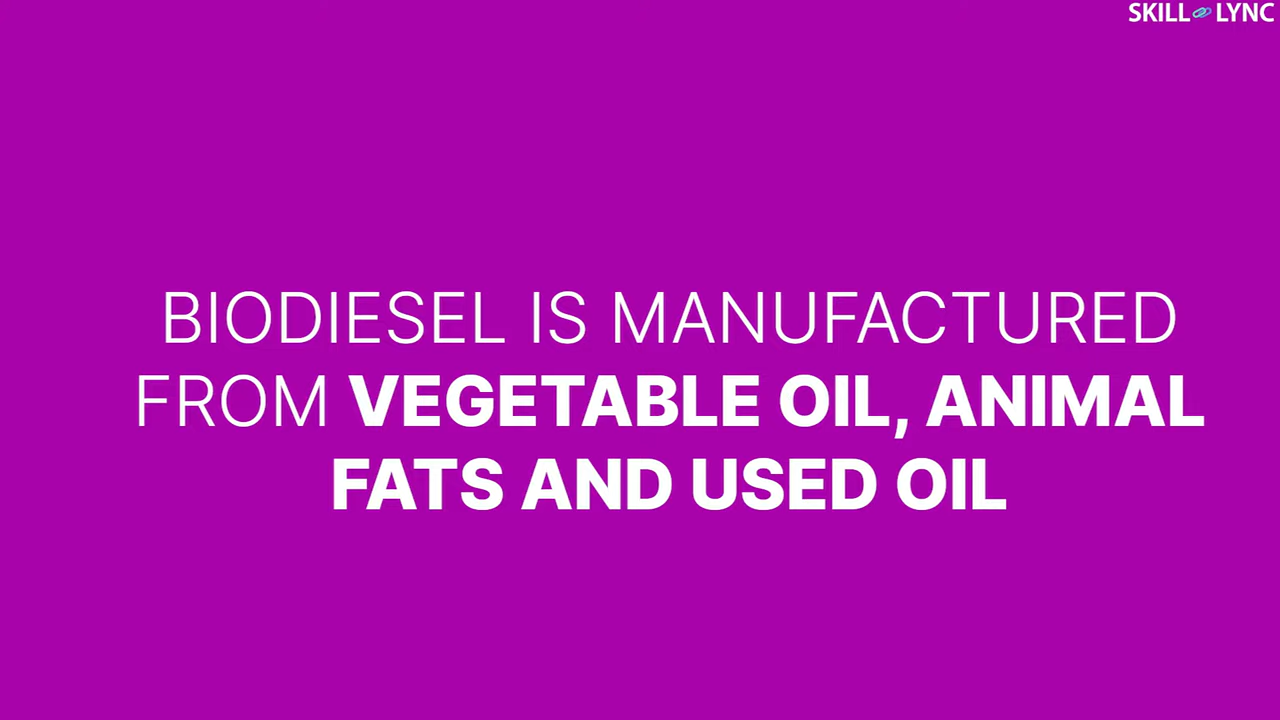 SKILL LYNC
BIODIESEL IS MANUFACTURED
FROM VEGETABLE OIL, ANIMAL
FATS AND USED OIL